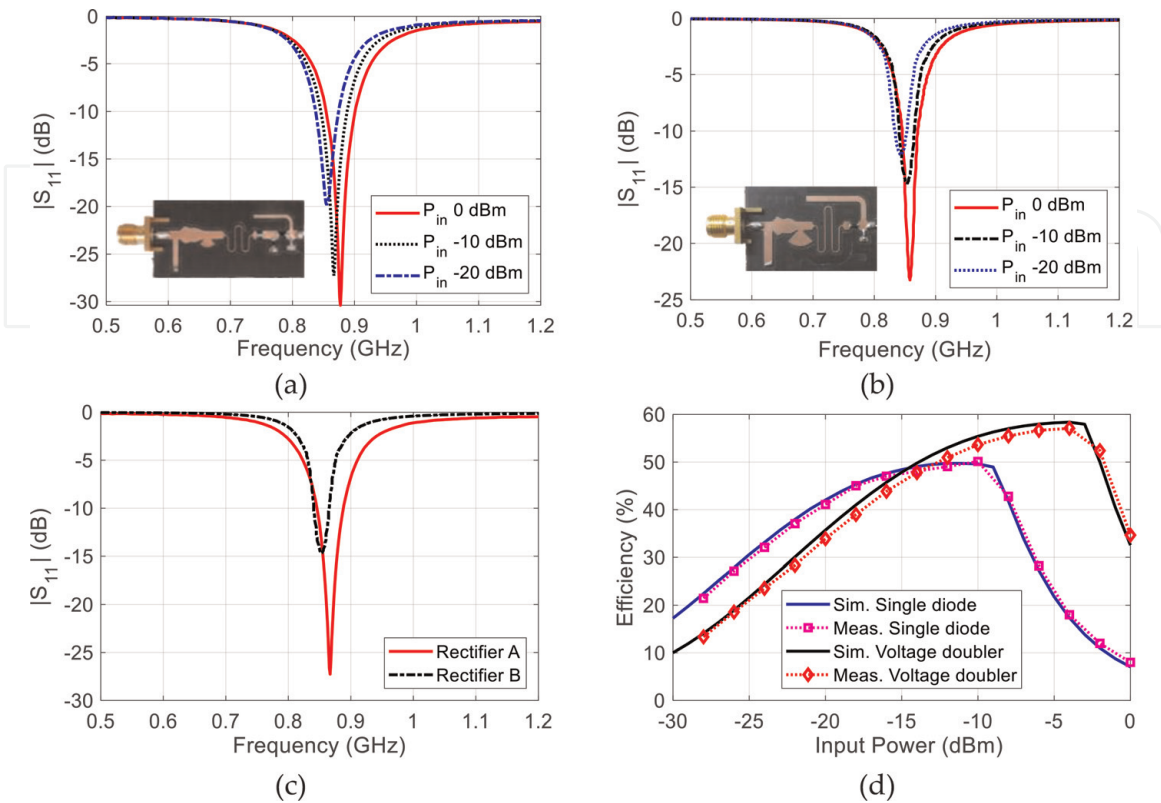 0
-5
-10
-15
-20
-25
-30
|S11| (dB)
Pin 0 dBm
Pin -10 dBm
Pin -20 dBm
0.5 0.6 0.7 0.8 0.9 1 1.1 1.2
Frequency (GHz)
(a)
0
-5
-10
-15
-20
-25
|S11| (dB)
Pin 0 dBm
Pin -10 dBm
Pin -20 dBm
0.5 0.6 0.7 0.8 0.9 1 1.1 1.2
Frequency (GHz)
(b)
0
-5
-10
-15
-20
-25
-30
|S11| (dB)
Rectifier A
Rectifier B
0.5 0.6 0.7 0.8 0.9 1 1.1 1.2
Frequency (GHz)
(c)
60
50
40
30
20
10
0
Efficiency (%)
Sim. Single diode
Meas. Single diode
Sim. Voltage doubler
Meas. Voltage doubler
-30 -25 -20 -15 -10 -5 0
Input Power (dBm)
(d)